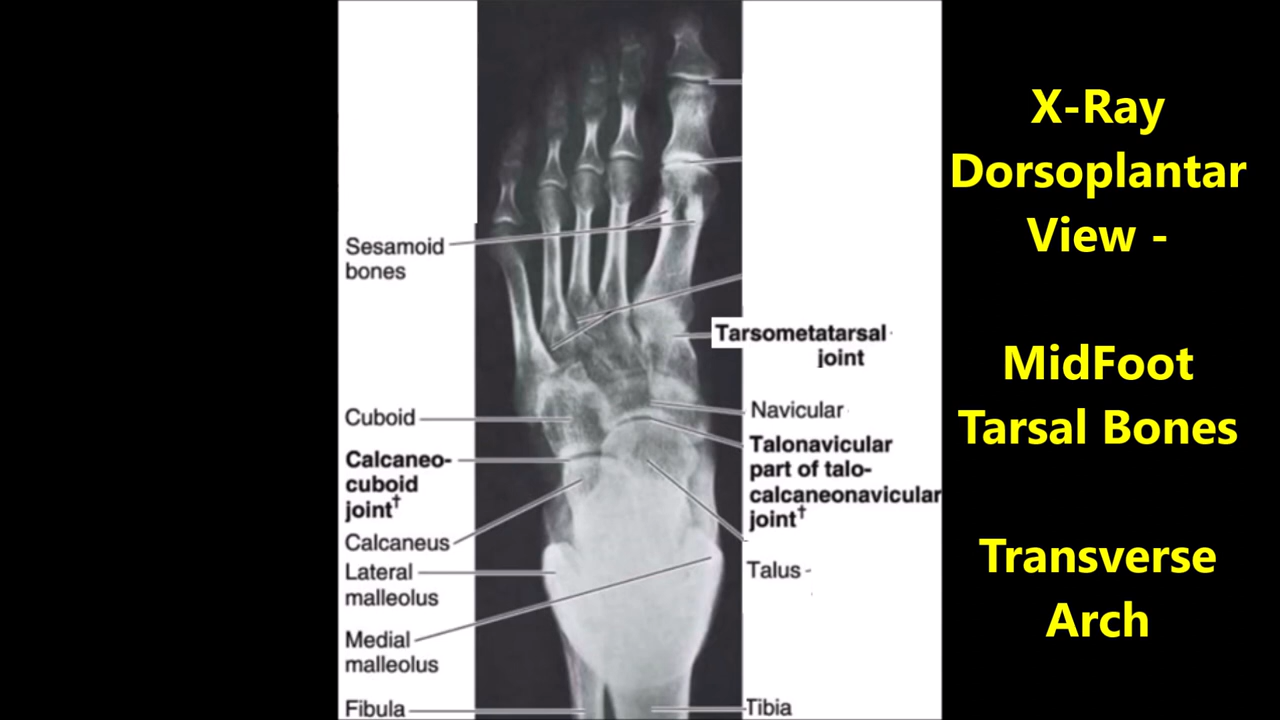 Sesamoid
bones
Cuboid
Calcaneo-
cuboid
joint†
Calcaneus
Lateral
malleolus
Medial
malleolus
Fibula
Tarsometatarsal
joint
Navicular
Talonavicular
part of talo-
calcaneonavicular
joint†
Talus
Tibia
X-Ray
Dorsoplantar
View -
MidFoot
Tarsal Bones
Transverse
Arch